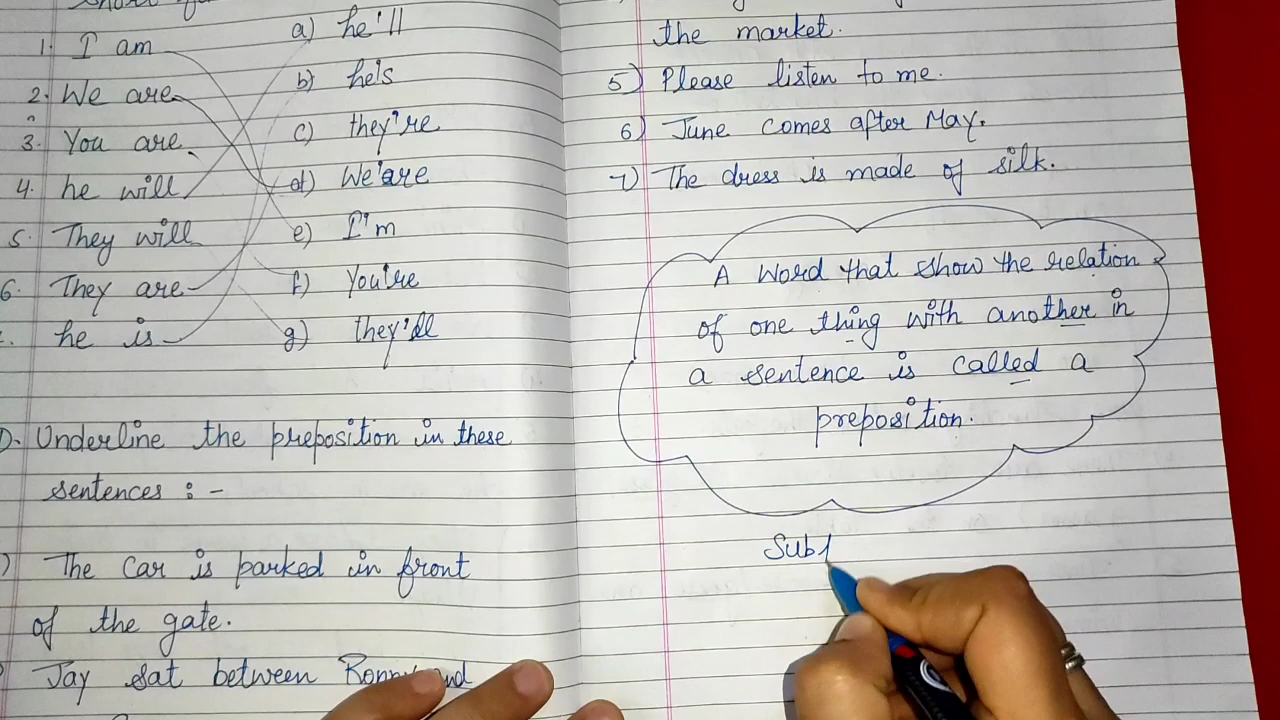 1. I am
2. We are
3. You are
4. he will
5. They will
6. They are
he is
a) he'll
b) he's
c) they're
d) We'are
e) I'm
f) You're
g) they'll
D. Underline the preposition in these
sentences : -
) The car is parked in front
of the gate.
Jay sat between
the market.
5) Please listen to me.
6) June comes after May.
7) The dress is made of silk.
A Word that show the relation
of one thing with another in
a sentence is called a
preposition.